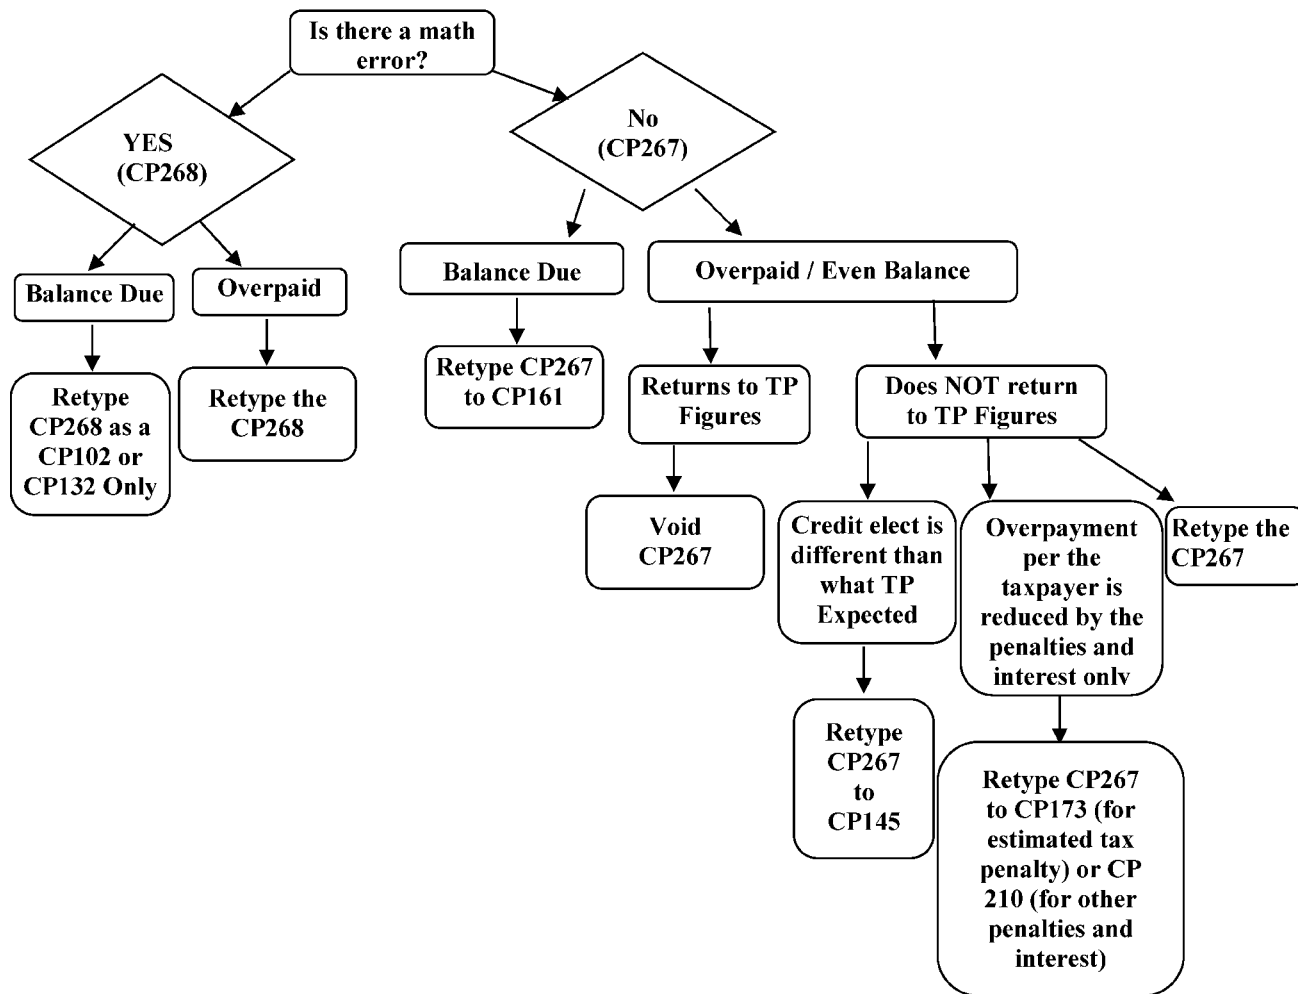 Is there a math
error?
YES
(CP268)
No
(CP267)
Balance Due
Overpaid
Balance Due
Overpaid / Even Balance
Retype
CP268 as a
CP102 or
CP132 Only
Retype the
CP268
Retype CP267
to CP161
Returns to TP
Figures
Does NOT return
to TP Figures
Void
CP267
Credit elect is
different than
what TP
Expected
Overpayment
per the
taxpayer is
reduced by the
penalties and
interest only
Retype the
CP267
Retype
CP267
to
CP145
Retype CP267
to CP173 (for
estimated tax
penalty) or CP
210 (for other
penalties and
interest)